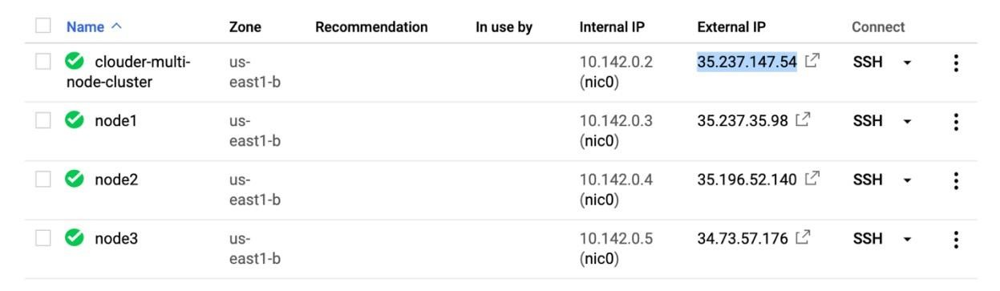 Name Zone Recommendation In use by Internal IP External IP Connect
clouder-multi- us- 10.142.0.2 35.237.147.54 SSH
node-cluster east1-b (nic0)
node1 us- 10.142.0.3 35.237.35.98 SSH
east1-b (nic0)
node2 us- 10.142.0.4 35.196.52.140 SSH
east1-b (nic0)
node3 us- 10.142.0.5 34.73.57.176 SSH
east1-b (nic0)